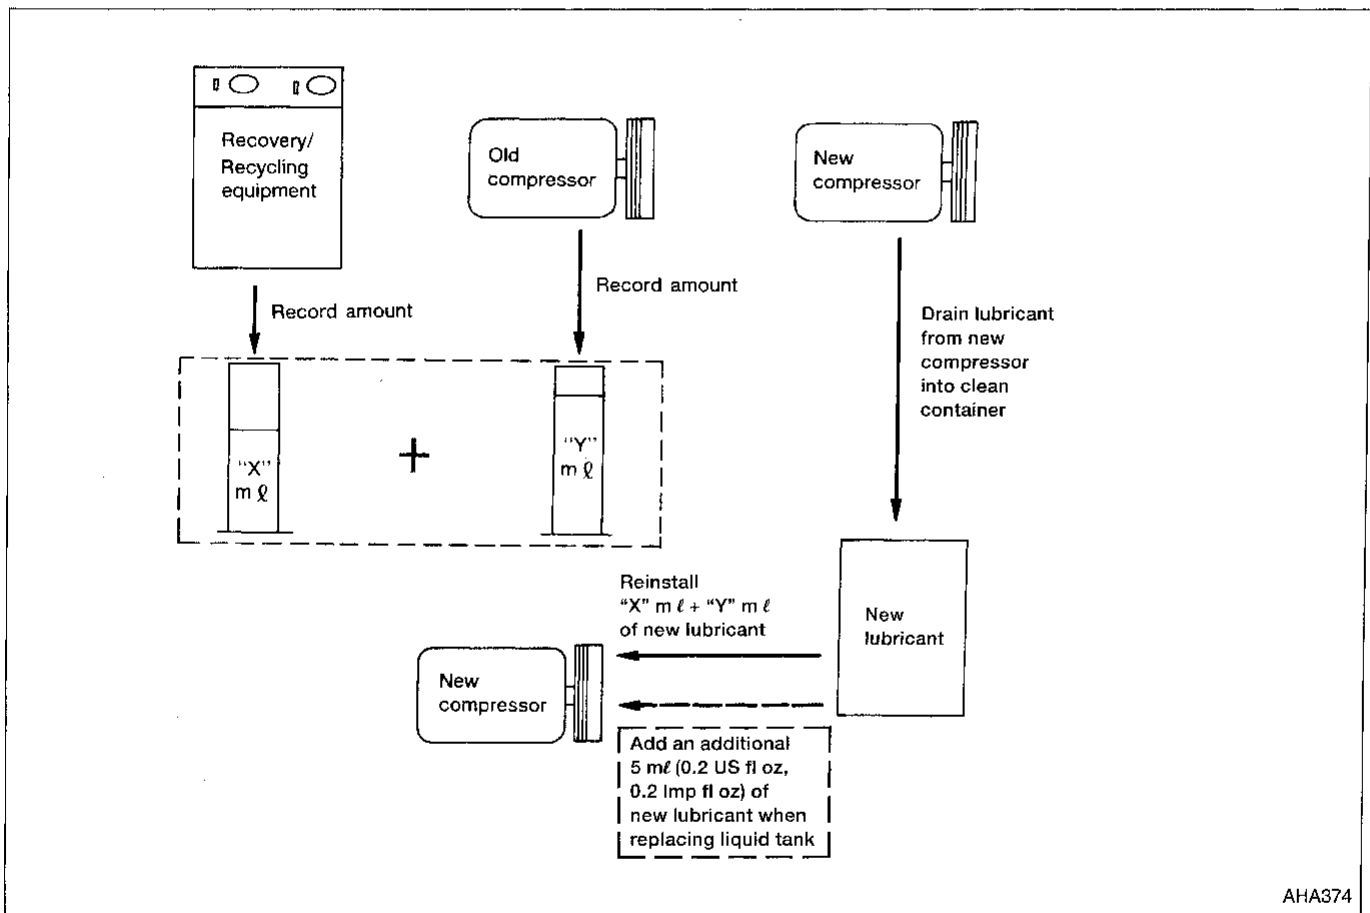 Recovery/
Recycling
equipment
Old
compressor
New
compressor
Record amount
Record amount
Drain lubricant
from new
compressor
into clean
container
"X"
m ℓ
+
"Y"
m ℓ
Reinstall
"X" m ℓ + "Y" m ℓ
of new lubricant
New
lubricant
New
compressor
Add an additional
5 mℓ (0.2 US fl oz,
0.2 Imp fl oz) of
new lubricant when
replacing liquid tank
AHA374